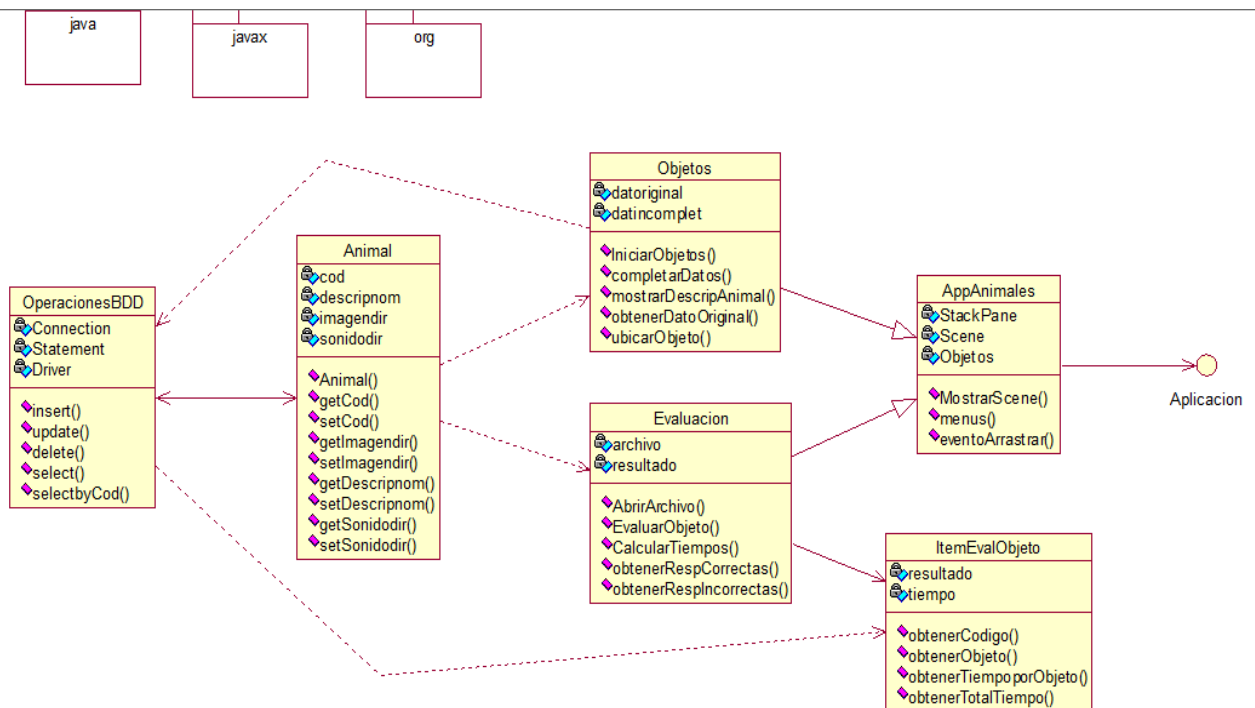 java
javax
org
Objetos
datoriginal
datincomplet
IniciarObjetos()
completarDatos()
mostrarDescripAnimal()
obtenerDatoOriginal()
ubicarObjeto()
Animal
cod
descripnom
imagendir
sonidodir
Animal()
getCod()
setCod()
getImagendir()
setImagendir()
getDescripnom()
setDescripnom()
getSonidodir()
setSonidodir()
OperacionesBDD
Connection
Statement
Driver
insert()
update()
delete()
select()
selectbyCod()
AppAnimales
StackPane
Scene
Objetos
MostrarScene()
menus()
eventoArrastrar()
Aplicacion
Evaluacion
archivo
resultado
AbrirArchivo()
EvaluarObjeto()
CalcularTiempos()
obtenerRespCorrectas()
obtenerRespIncorrectas()
ItemEvalObjeto
resultado
tiempo
obtenerCodigo()
obtenerObjeto()
obtenerTiempoporObjeto()
obtenerTotalTiempo()